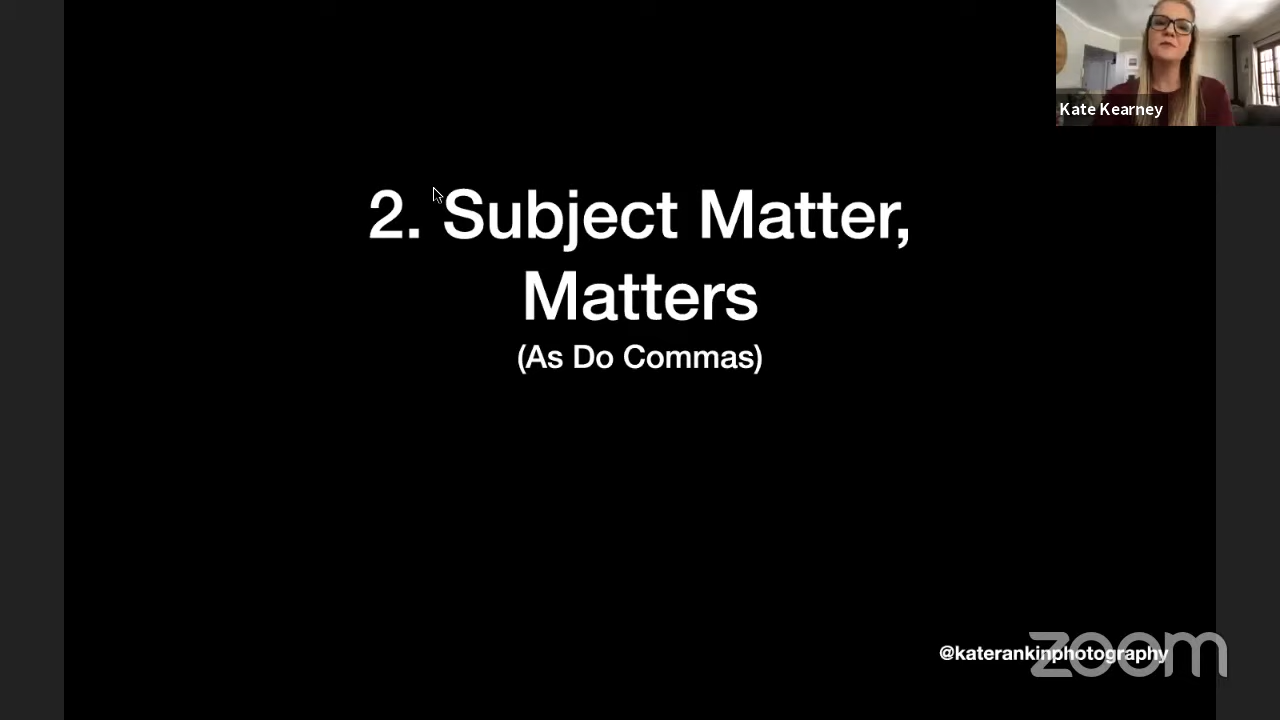 Kate Kearney
2. Subject Matter,
Matters
(As Do Commas)
@katerankinphotography
zoom